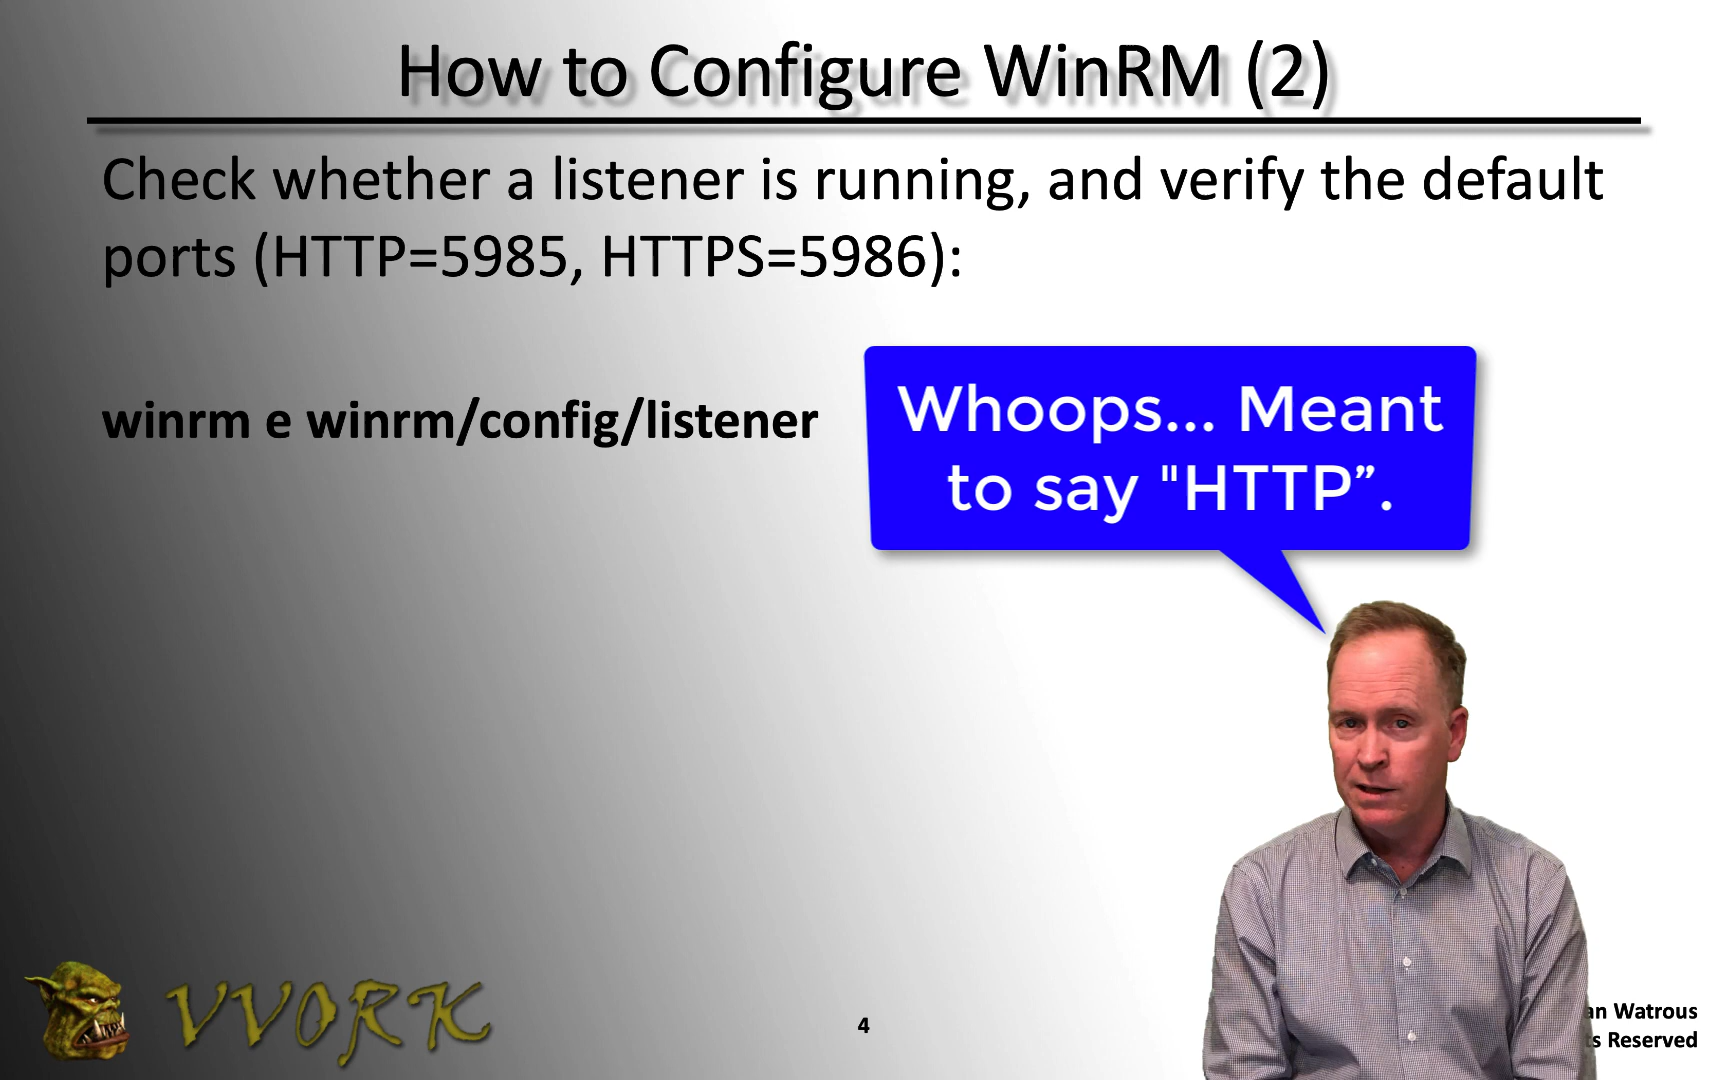 How to Configure WinRM (2)
Check whether a listener is running, and verify the default
ports (HTTP=5985, HTTPS=5986):
winrm e winrm/config/listener
Whoops... Meant
to say "HTTP”.
VVORK
4
Watrous
Reserved